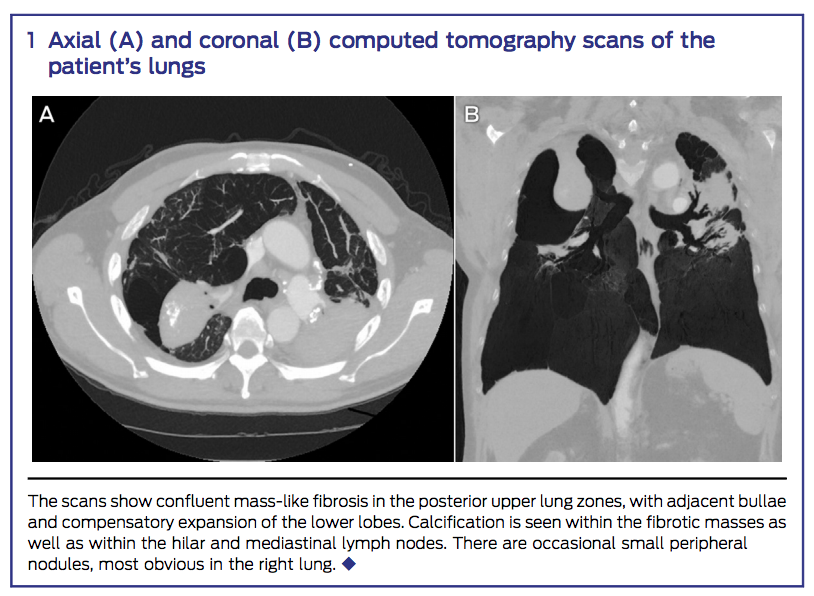 1 Axial (A) and coronal (B) computed tomography scans of the
patient’s lungs
A
B
The scans show confluent mass-like fibrosis in the posterior upper lung zones, with adjacent bullae
and compensatory expansion of the lower lobes. Calcification is seen within the fibrotic masses as
well as within the hilar and mediastinal lymph nodes. There are occasional small peripheral
nodules, most obvious in the right lung. ◆